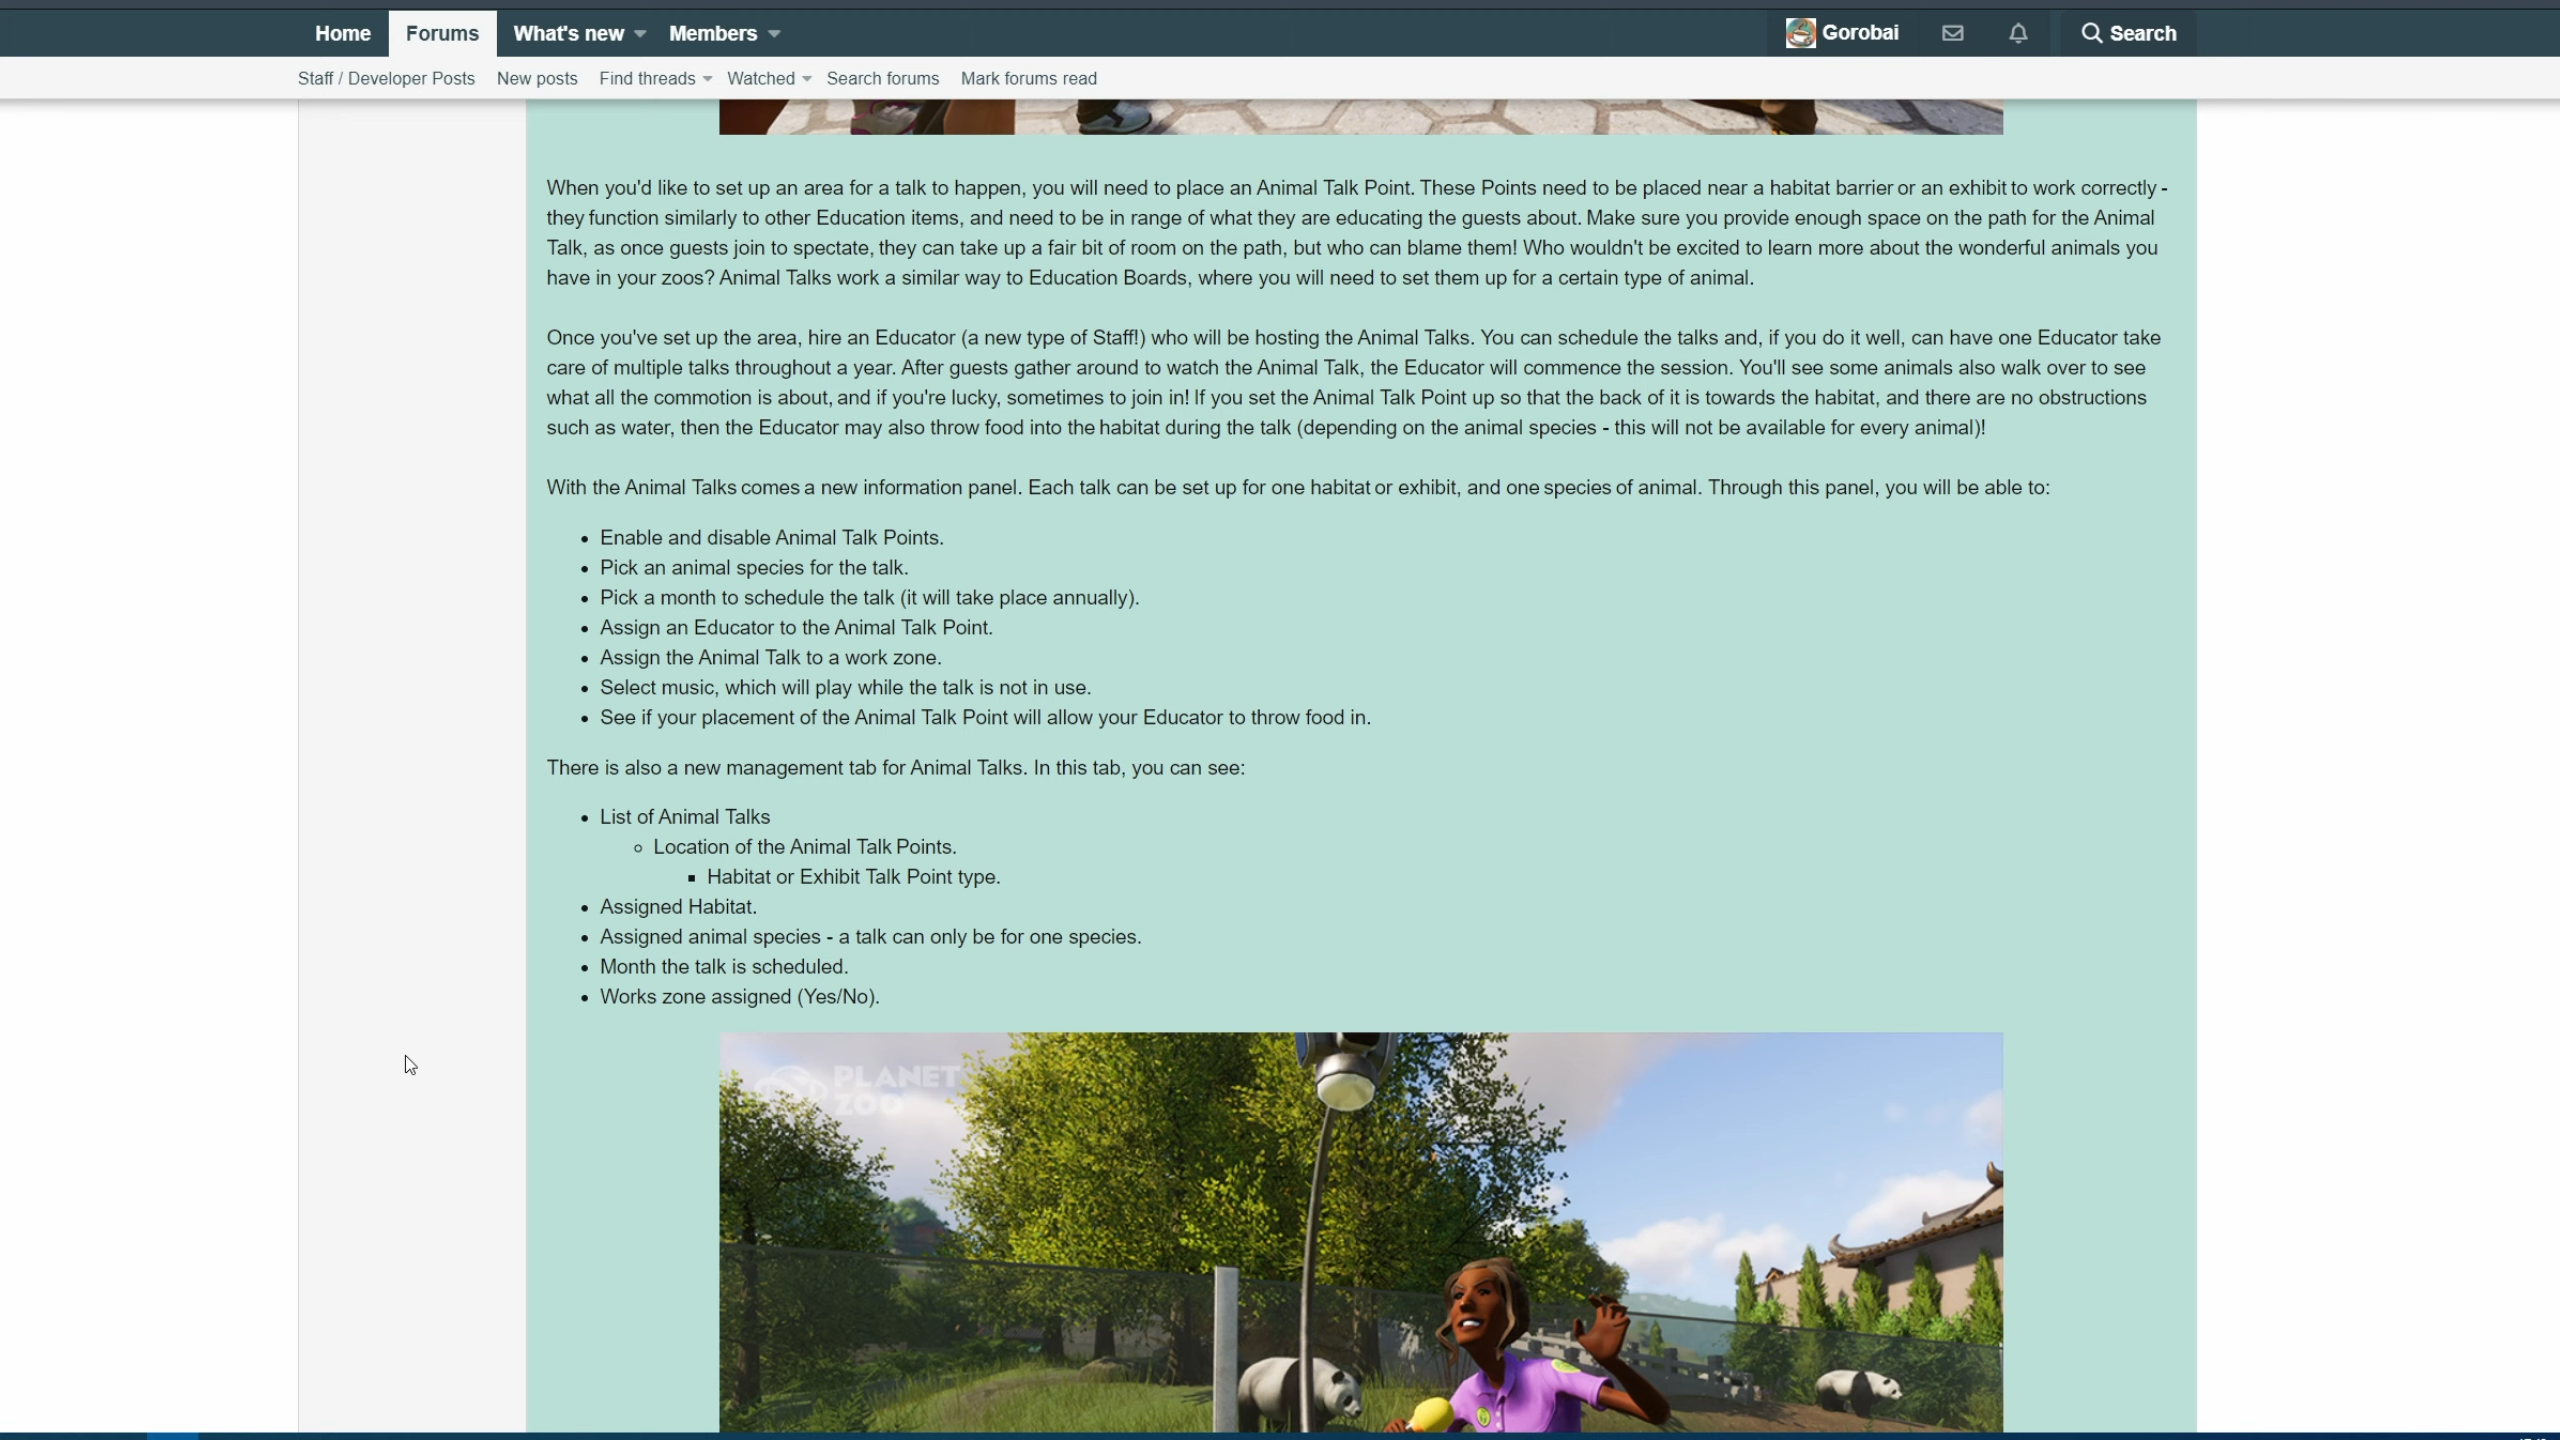 Home Forums What's new Members Gorobai Search
Staff / Developer Posts New posts Find threads Watched Search forums Mark forums read
When you'd like to set up an area for a talk to happen, you will need to place an Animal Talk Point. These Points need to be placed near a habitat barrier or an exhibit to work correctly -
they function similarly to other Education items, and need to be in range of what they are educating the guests about. Make sure you provide enough space on the path for the Animal
Talk, as once guests join to spectate, they can take up a fair bit of room on the path, but who can blame them! Who wouldn't be excited to learn more about the wonderful animals you
have in your zoos? Animal Talks work a similar way to Education Boards, where you will need to set them up for a certain type of animal.
Once you've set up the area, hire an Educator (a new type of Staff!) who will be hosting the Animal Talks. You can schedule the talks and, if you do it well, can have one Educator take
care of multiple talks throughout a year. After guests gather around to watch the Animal Talk, the Educator will commence the session. You'll see some animals also walk over to see
what all the commotion is about, and if you're lucky, sometimes to join in! If you set the Animal Talk Point up so that the back of it is towards the habitat, and there are no obstructions
such as water, then the Educator may also throw food into the habitat during the talk (depending on the animal species - this will not be available for every animal)!
With the Animal Talks comes a new information panel. Each talk can be set up for one habitat or exhibit, and one species of animal. Through this panel, you will be able to:
• Enable and disable Animal Talk Points.
• Pick an animal species for the talk.
• Pick a month to schedule the talk (it will take place annually).
• Assign an Educator to the Animal Talk Point.
• Assign the Animal Talk to a work zone.
• Select music, which will play while the talk is not in use.
• See if your placement of the Animal Talk Point will allow your Educator to throw food in.
There is also a new management tab for Animal Talks. In this tab, you can see:
• List of Animal Talks
◦ Location of the Animal Talk Points.
▪ Habitat or Exhibit Talk Point type.
• Assigned Habitat.
• Assigned animal species - a talk can only be for one species.
• Month the talk is scheduled.
• Works zone assigned (Yes/No).
PLANET
ZOO